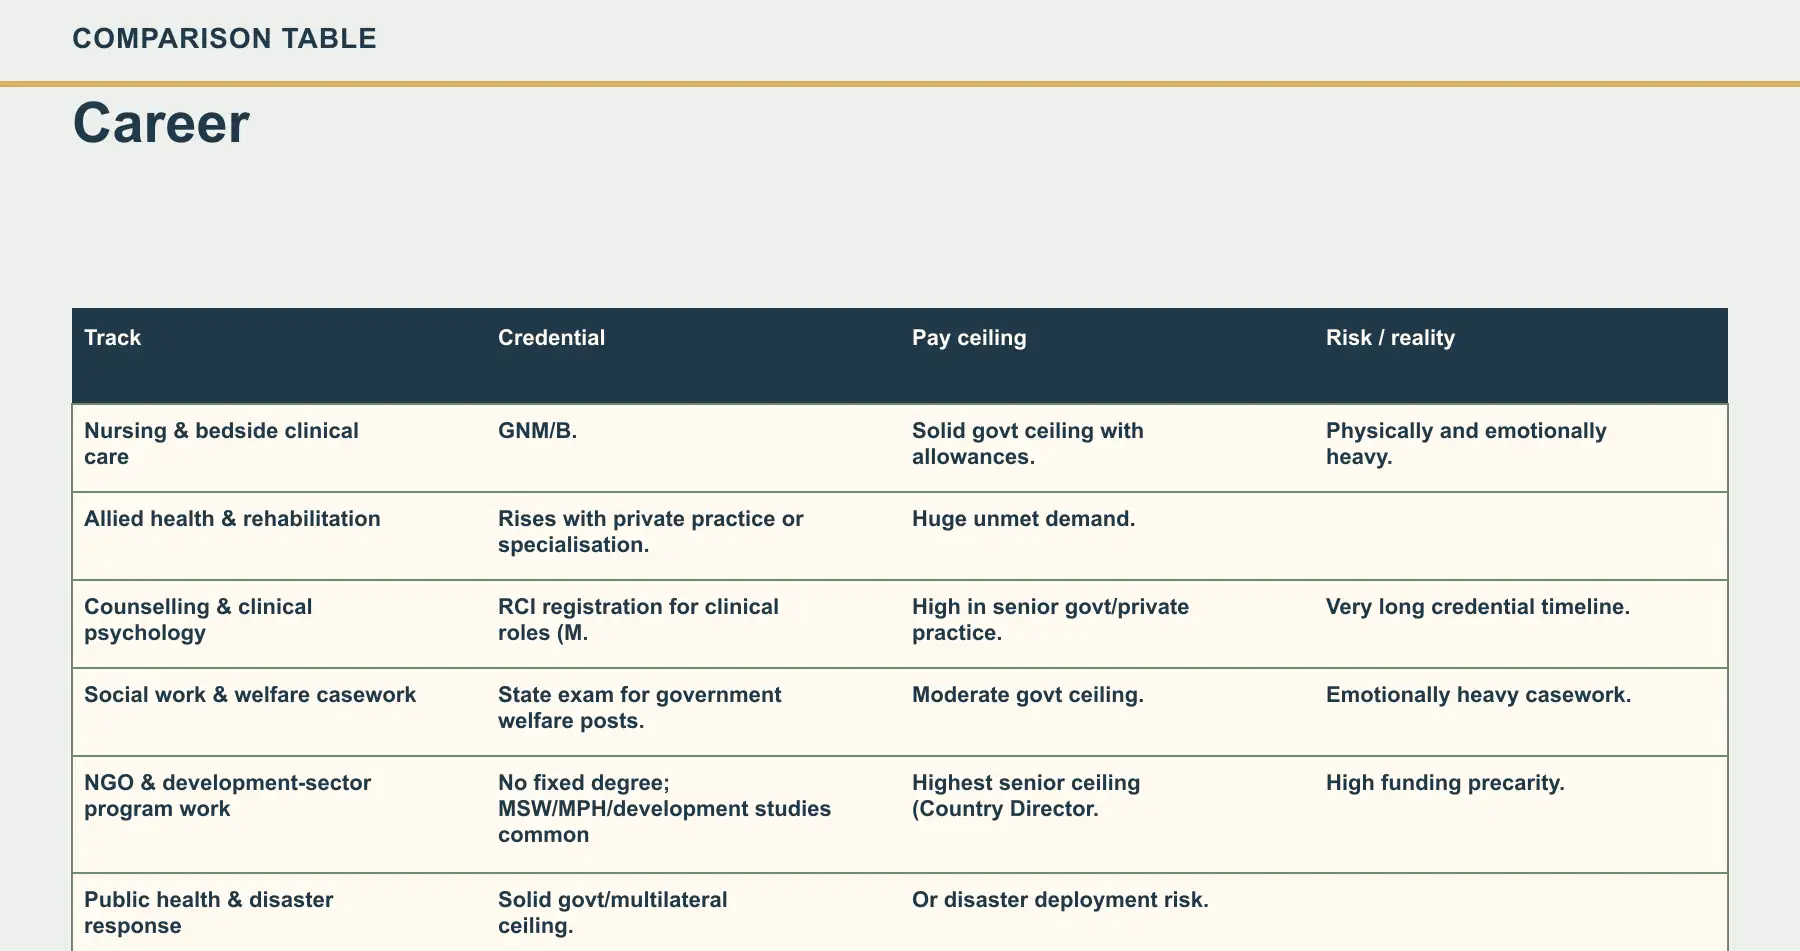 COMPARISON TABLE
Career
Track Credential Pay ceiling Risk / reality
Nursing & bedside clinical GNM/B. Solid govt ceiling with Physically and emotionally
care allowances. heavy.
Allied health & rehabilitation Rises with private practice or Huge unmet demand.
specialisation.
Counselling & clinical RCI registration for clinical High in senior govt/private Very long credential timeline.
psychology roles (M. practice.
Social work & welfare casework State exam for government Moderate govt ceiling. Emotionally heavy casework.
welfare posts.
NGO & development-sector No fixed degree; Highest senior ceiling High funding precarity.
program work MSW/MPH/development studies (Country Director.
common
Public health & disaster Solid govt/multilateral Or disaster deployment risk.
response ceiling.